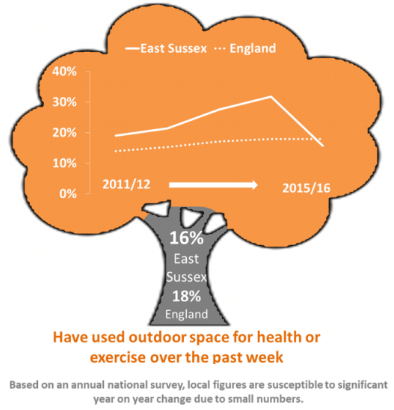 East Sussex England
40%
30%
20%
10%
0%
2011/12 2015/16
16%
East
Sussex
18%
England
Have used outdoor space for health or
exercise over the past week
Based on an annual national survey, local figures are susceptible to significant
year on year change due to small numbers.